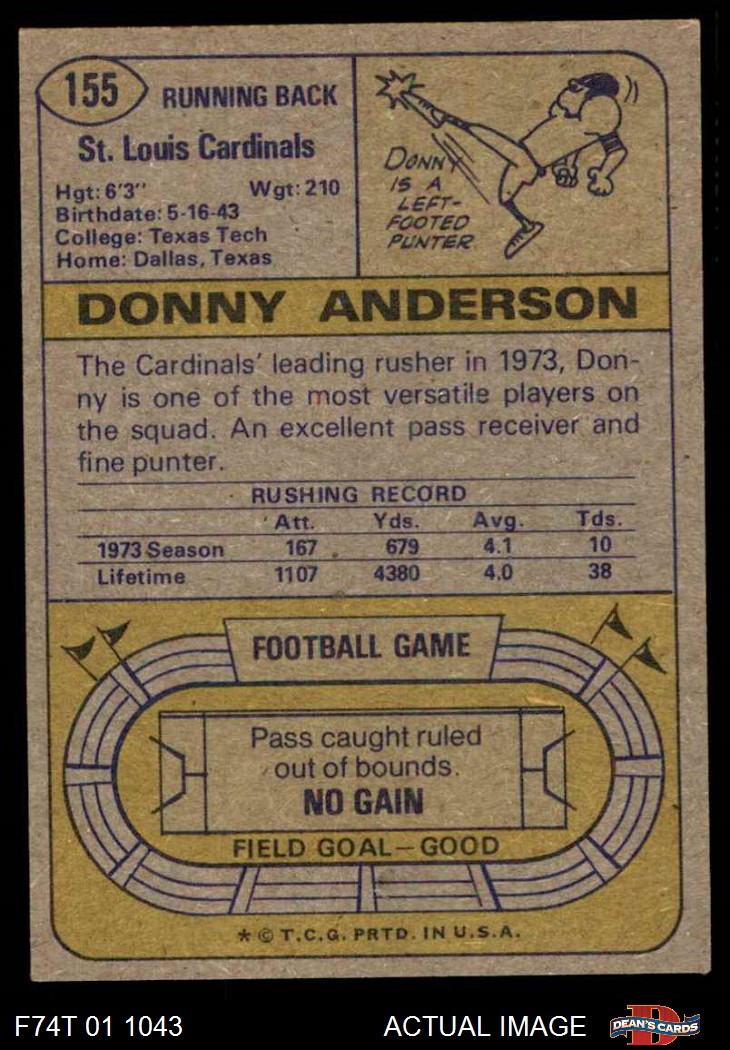 155
RUNNING BACK
St. Louis Cardinals
Hgt: 6'3" Wgt: 210
Birthdate: 5-16-43
College: Texas Tech
Home: Dallas, Texas
DONNY
IS A
LEFT-
FOOTED
PUNTER
DONNY ANDERSON
The Cardinals' leading rusher in 1973, Don-
ny is one of the most versatile players on
the squad. An excellent pass receiver and
fine punter.
RUSHING RECORD
Att. Yds. Avg. Tds.
1973 Season 167 679 4.1 10
Lifetime 1107 4380 4.0 38
FOOTBALL GAME
Pass caught ruled
out of bounds.
NO GAIN
FIELD GOAL—GOOD
* © T.C.G. PRTD. IN U.S.A.
F74T 01 1043 ACTUAL IMAGE DEAN'S CARDS